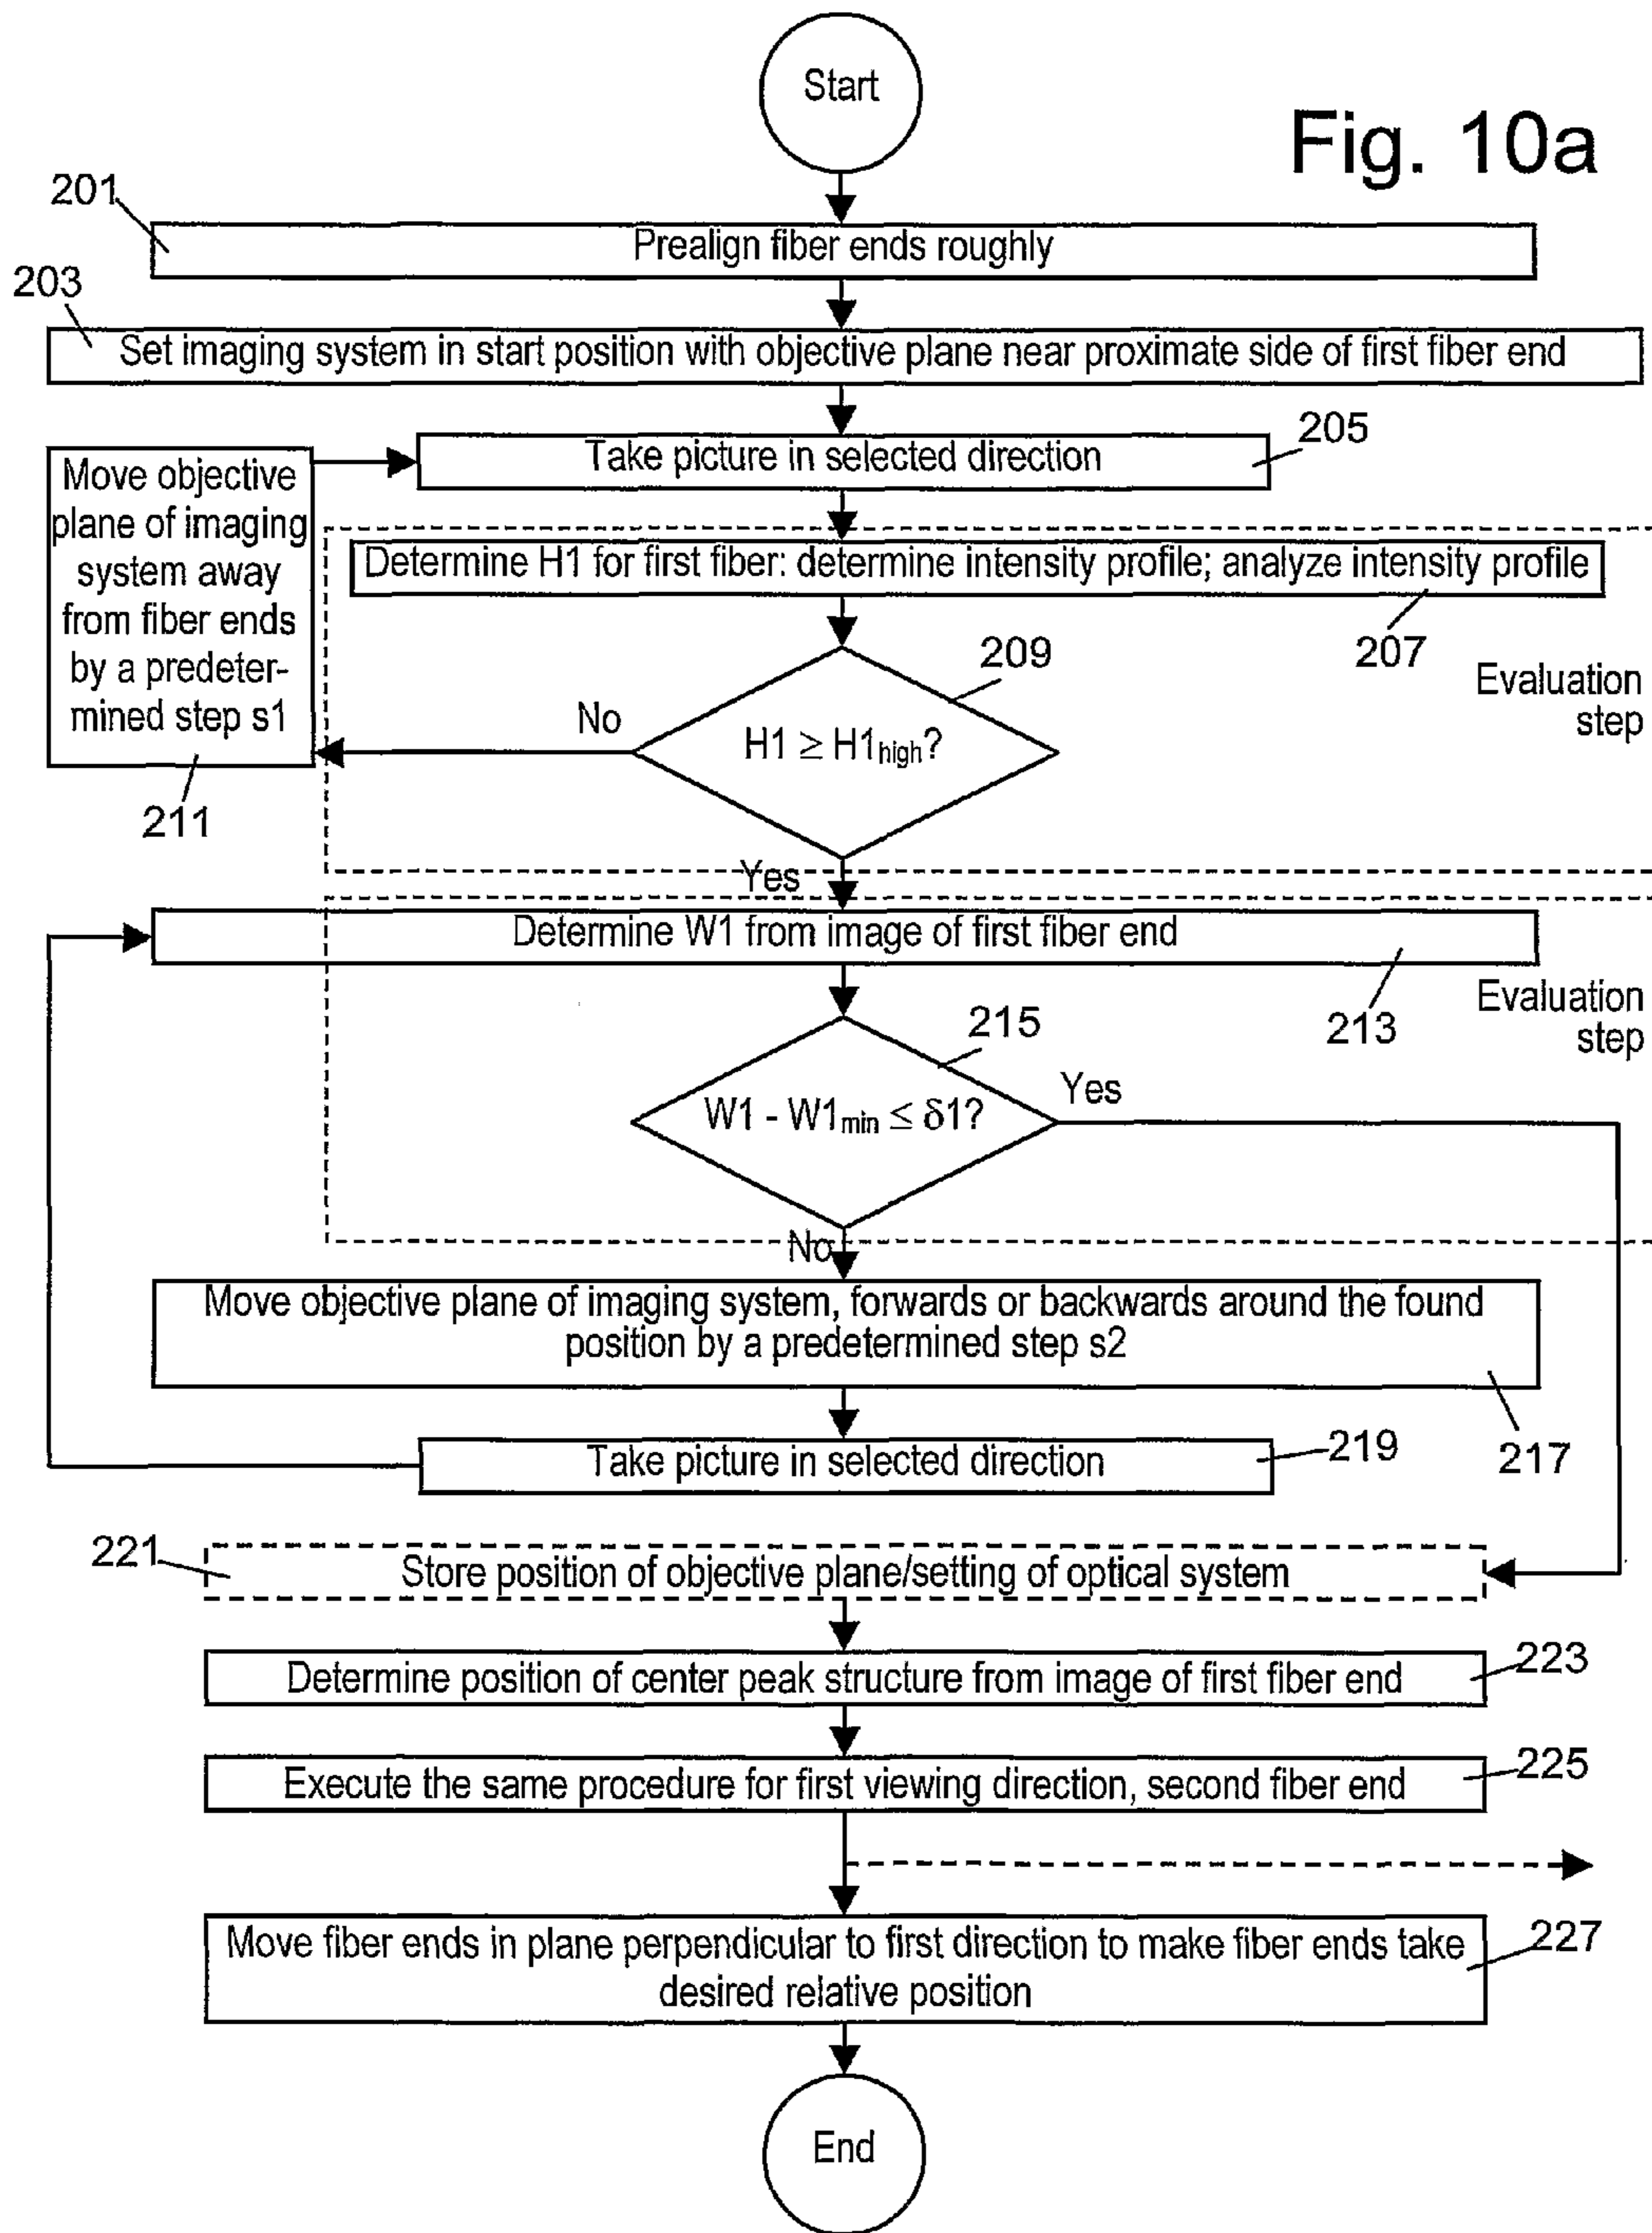 Start
Fig. 10a
201
Prealign fiber ends roughly
203
Set imaging system in start position with objective plane near proximate side of first fiber end
Take picture in selected direction
205
Move objective
plane of imaging
system away
from fiber ends
by a predeter-
mined step s1
211
Determine H1 for first fiber: determine intensity profile; analyze intensity profile
207
Evaluation
step
209
H1 ≥ H1high?
No
Yes
Determine W1 from image of first fiber end
213
Evaluation
step
215
W1 - W1min ≤ δ1?
Yes
No
Move objective plane of imaging system, forwards or backwards around the found
position by a predetermined step s2
217
Take picture in selected direction
219
221
Store position of objective plane/setting of optical system
Determine position of center peak structure from image of first fiber end
223
Execute the same procedure for first viewing direction, second fiber end
225
Move fiber ends in plane perpendicular to first direction to make fiber ends take
desired relative position
227
End